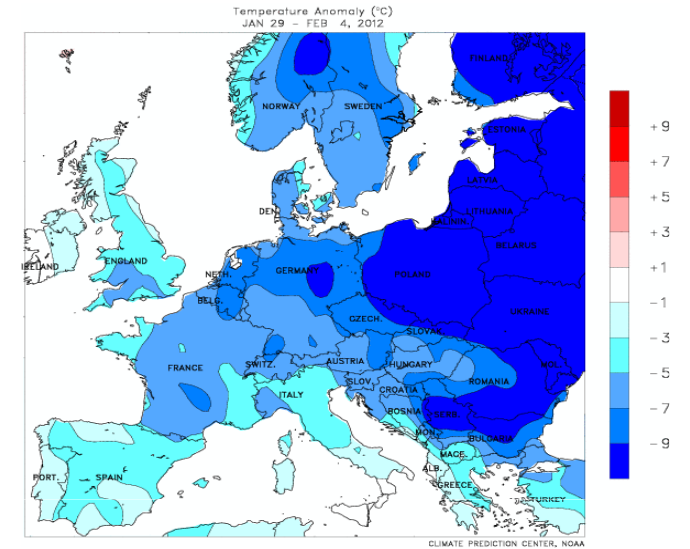 Temperature Anomaly (°C)
JAN 29 – FEB 4, 2012
FINLAND
NORWAY
SWEDEN
ESTONIA
LATVIA
DEN.
LITHUANIA
KALININ.
BELARUS
IRELAND
ENGLAND
NETH.
GERMANY
POLAND
BELG.
UKRAINE
CZECH.
SLOVAK.
FRANCE
SWITZ.
AUSTRIA
HUNGARY
MOL.
SLOV.
ROMANIA
CROATIA
ITALY
BOSNIA
SERB.
MON.
BULGARIA
MACE.
ALB.
PORT.
SPAIN
GREECE
TURKEY
+9
+7
+5
+3
+1
−1
−3
−5
−7
−9
CLIMATE PREDICTION CENTER, NOAA